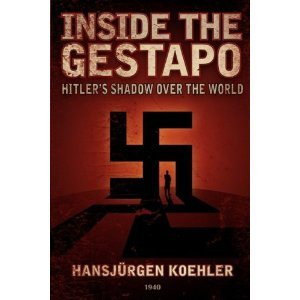 INSIDE THE
GESTAPO
HITLER'S SHADOW OVER THE WORLD
HANSJÜRGEN KOEHLER
1940